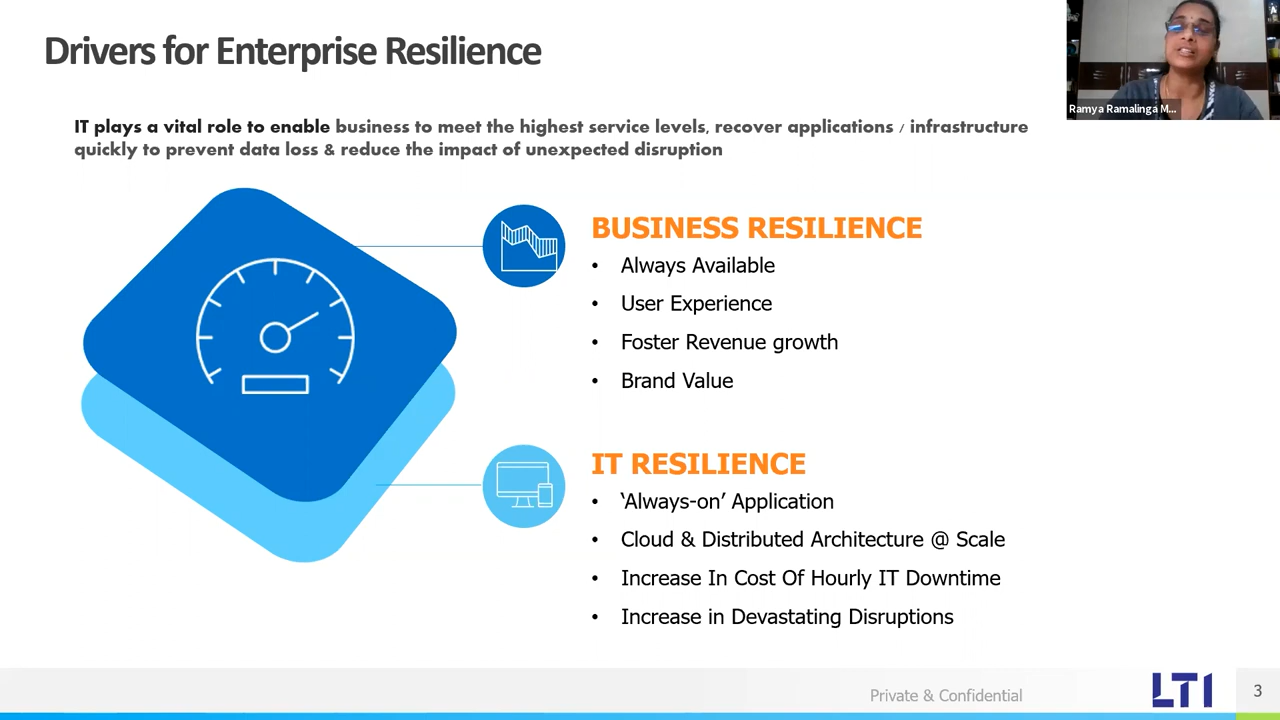 Drivers for Enterprise Resilience
Ramya Ramalinga M...
IT plays a vital role to enable business to meet the highest service levels, recover applications / infrastructure
quickly to prevent data loss & reduce the impact of unexpected disruption
BUSINESS RESILIENCE
• Always Available
• User Experience
• Foster Revenue growth
• Brand Value
IT RESILIENCE
• ‘Always-on’ Application
• Cloud & Distributed Architecture @ Scale
• Increase In Cost Of Hourly IT Downtime
• Increase in Devastating Disruptions
Private & Confidential
LTI
3